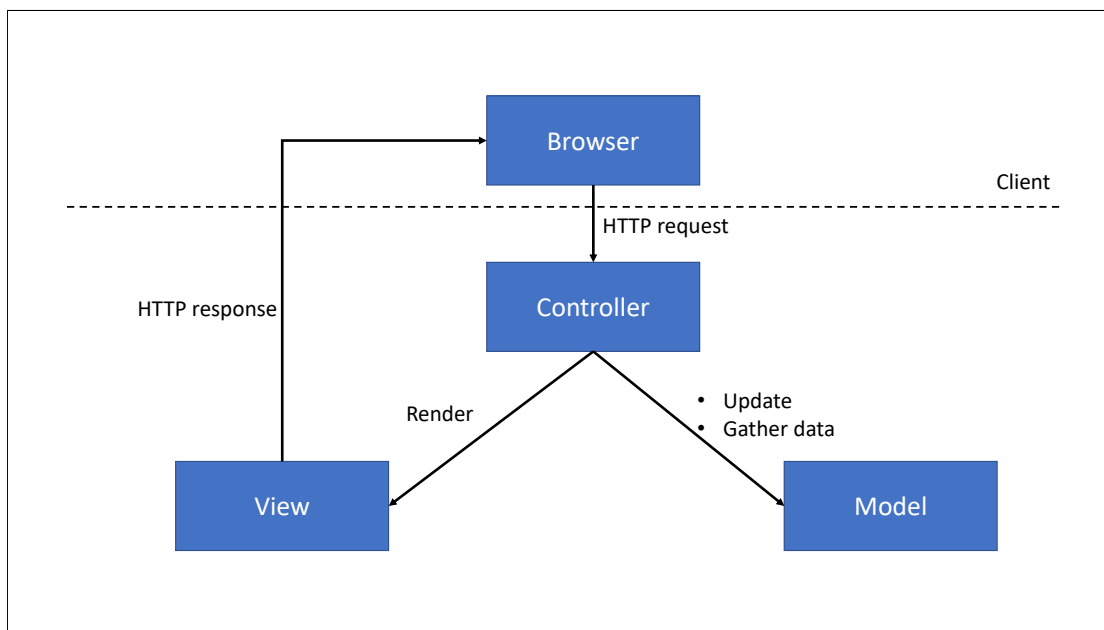 Browser
Client
HTTP request
Controller
HTTP response
Render
• Update
• Gather data
View
Model